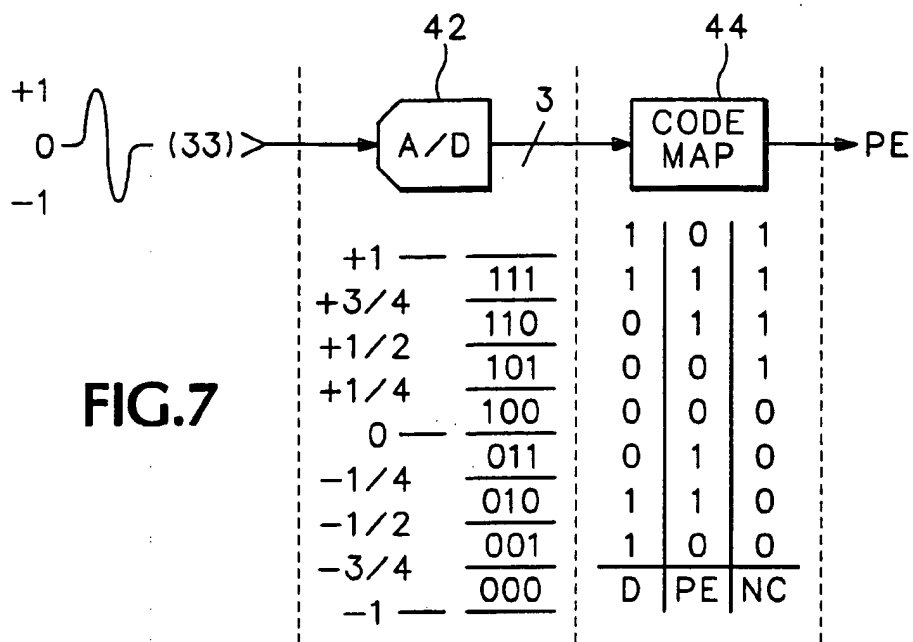 42
44
+1
0
-1
(33)
A/D
3
CODE
MAP
PE
+1
+3/4
+1/2
+1/4
0
-1/4
-1/2
-3/4
-1
111
110
101
100
011
010
001
000
1 0 1
1 1 1
0 1 1
0 0 1
0 0 0
0 1 0
1 1 0
1 0 0
D PE NC
FIG.7